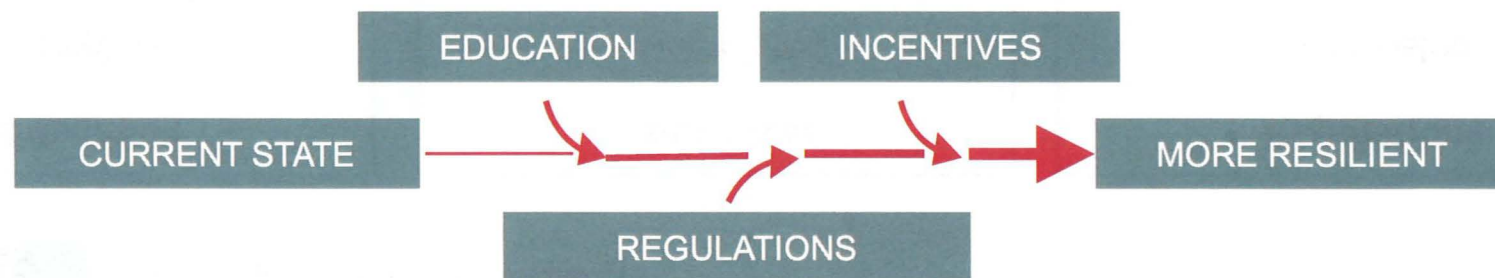 EDUCATION
INCENTIVES
CURRENT STATE
MORE RESILIENT
REGULATIONS